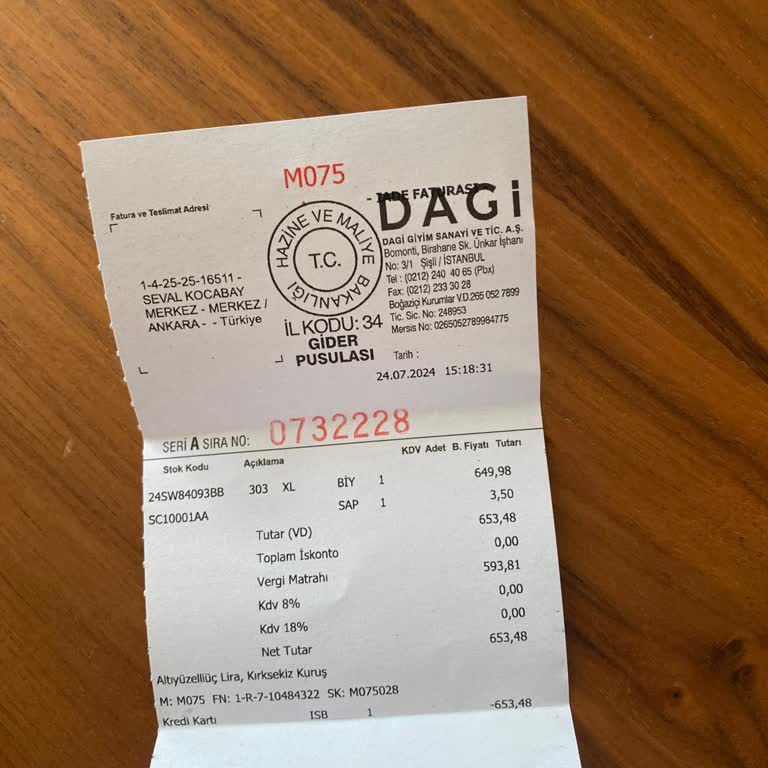 M075
- İADE FATURASI
DAGİ
Fatura ve Teslimat Adresi
HAZİNE VE MALİYE BAKANLIĞI
T.C.
DAGİ GİYİM SANAYİ VE TİC. A.Ş.
Bomonti, Birahane Sk. Ünkar İşhanı
No: 3/1 Şişli / İSTANBUL
Tel : (0212) 240 40 65 (Pbx)
Fax: (0212) 233 30 28
Boğaziçi Kurumlar V.D.265 052 7899
Tic. Sic. No: 248953
Mersis No: 0265052789984775
1-4-25-25-16511 -
SEVAL KOCABAY
MERKEZ - MERKEZ /
ANKARA - - Türkiye
İL KODU: 34
GİDER
PUSULASI
Tarih :
24.07.2024 15:18:31
SERİ A SIRA NO: 0732228
Stok Kodu Açıklama KDV Adet B. Fiyatı Tutarı
24SW84093BB 303 XL BİY 1 649,98
SC10001AA SAP 1 3,50
Tutar (VD) 653,48
Toplam İskonto 0,00
Vergi Matrahı 593,81
Kdv 8% 0,00
Kdv 18% 0,00
Net Tutar 653,48
Altıyüzelliüç Lira, Kırksekiz Kuruş
M: M075 FN: 1-R-7-10484322 SK: M075028
Kredi Kartı ISB 1 -653,48